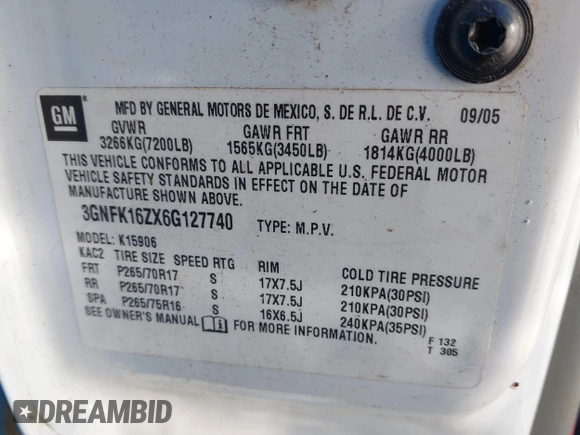 GM ®
MFD BY GENERAL MOTORS DE MEXICO, S. DE R.L. DE C.V. 09/05
GVWR GAWR FRT GAWR RR
3266KG(7200LB) 1565KG(3450LB) 1814KG(4000LB)
THIS VEHICLE CONFORMS TO ALL APPLICABLE U.S. FEDERAL MOTOR
VEHICLE SAFETY STANDARDS IN EFFECT ON THE DATE OF
MANUFACTURE SHOWN ABOVE.
3GNFK16ZX6G127740 TYPE: M.P.V.
MODEL: K15906
KAC2 TIRE SIZE SPEED RTG RIM COLD TIRE PRESSURE
FRT P265/70R17 S 17X7.5J 210KPA(30PSI)
RR P265/70R17 S 17X7.5J 210KPA(30PSI)
SPA P265/75R16 S 16X6.5J 240KPA(35PSI)
SEE OWNER'S MANUAL FOR MORE INFORMATION.
F 132
T 305
DREAMBID